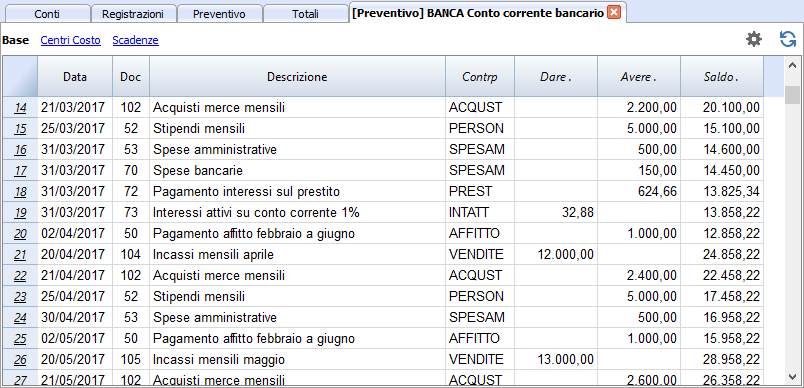 Conti Registrazioni Preventivo Totali [Preventivo] BANCA Conto corrente bancario
Base Centri Costo Scadenze
Data Doc Descrizione Contrp Dare. Avere. Saldo.
14 21/03/2017 102 Acquisti merce mensili ACQUST 2.200,00 20.100,00
15 25/03/2017 52 Stipendi mensili PERSON 5.000,00 15.100,00
16 31/03/2017 53 Spese amministrative SPESAM 500,00 14.600,00
17 31/03/2017 70 Spese bancarie SPESAM 150,00 14.450,00
18 31/03/2017 72 Pagamento interessi sul prestito PREST 624,66 13.825,34
19 31/03/2017 73 Interessi attivi su conto corrente 1% INTATT 32,88 13.858,22
20 02/04/2017 50 Pagamento affitto febbraio a giugno AFFITTO 1.000,00 12.858,22
21 20/04/2017 104 Incassi mensili aprile VENDITE 12.000,00 24.858,22
22 21/04/2017 102 Acquisti merce mensili ACQUST 2.400,00 22.458,22
23 25/04/2017 52 Stipendi mensili PERSON 5.000,00 17.458,22
24 30/04/2017 53 Spese amministrative SPESAM 500,00 16.958,22
25 02/05/2017 50 Pagamento affitto febbraio a giugno AFFITTO 1.000,00 15.958,22
26 20/05/2017 105 Incassi mensili maggio VENDITE 13.000,00 28.958,22
27 21/05/2017 102 Acquisti merce mensili ACQUST 2.600,00 26.358,22